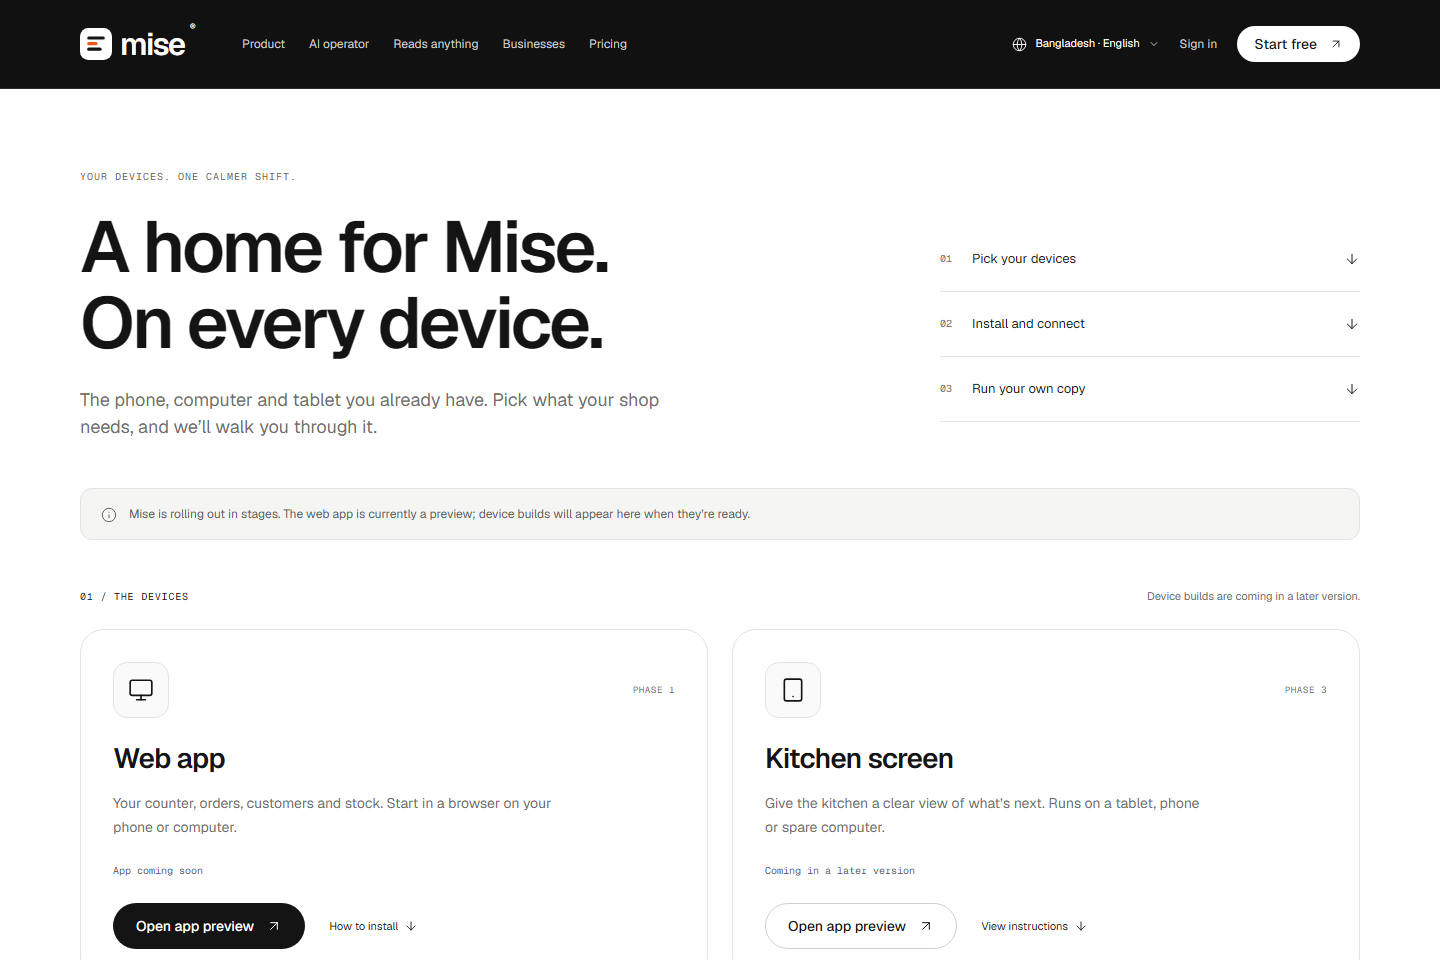 mise®
Product
AI operator
Reads anything
Businesses
Pricing
Bangladesh · English
Sign in
Start free
YOUR DEVICES. ONE CALMER SHIFT.
A home for Mise.
On every device.
The phone, computer and tablet you already have. Pick what your shop
needs, and we’ll walk you through it.
01 Pick your devices
02 Install and connect
03 Run your own copy
Mise is rolling out in stages. The web app is currently a preview; device builds will appear here when they’re ready.
01 / THE DEVICES
Device builds are coming in a later version.
PHASE 1
Web app
Your counter, orders, customers and stock. Start in a browser on your
phone or computer.
App coming soon
Open app preview
How to install
PHASE 3
Kitchen screen
Give the kitchen a clear view of what’s next. Runs on a tablet, phone
or spare computer.
Coming in a later version
Open app preview
View instructions